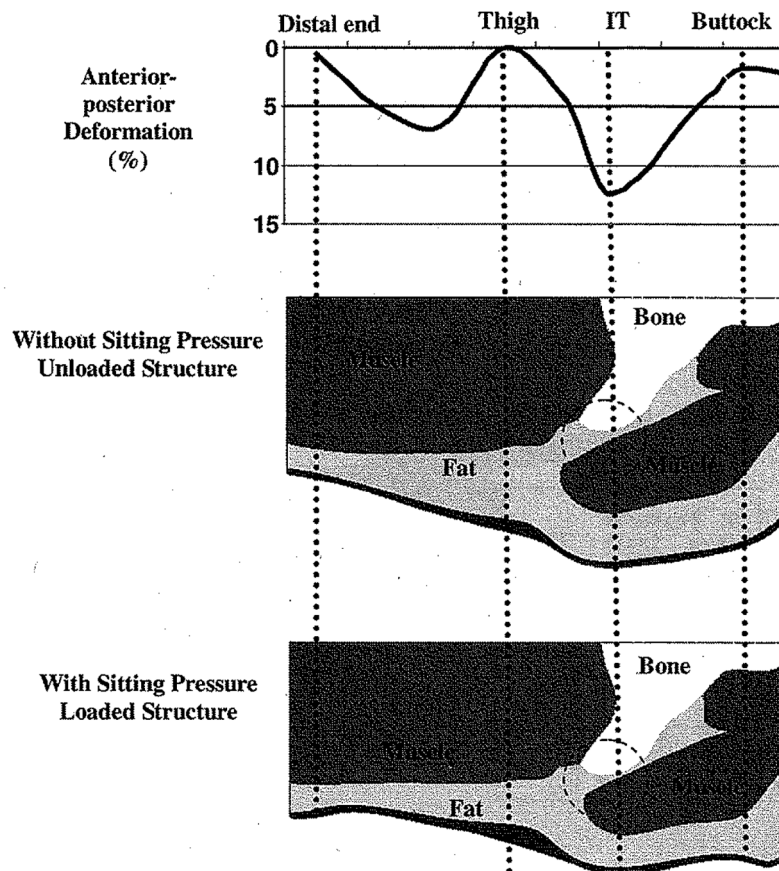 Distal end Thigh IT Buttock
Anterior-
posterior
Deformation
(%)
0
5
10
15
Without Sitting Pressure
Unloaded Structure
Bone
Muscle
Fat
Muscle
With Sitting Pressure
Loaded Structure
Bone
Muscle
Muscle
Fat